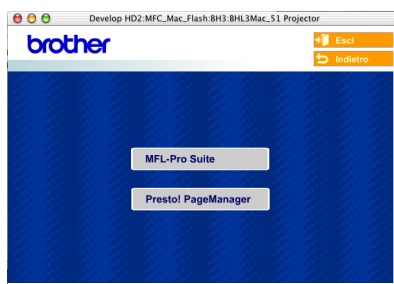 Develop HD2:MFC_Mac_Flash:BH3:BHL3Mac_51 Projector
brother
Esci
Indietro
MFL-Pro Suite
Presto! PageManager